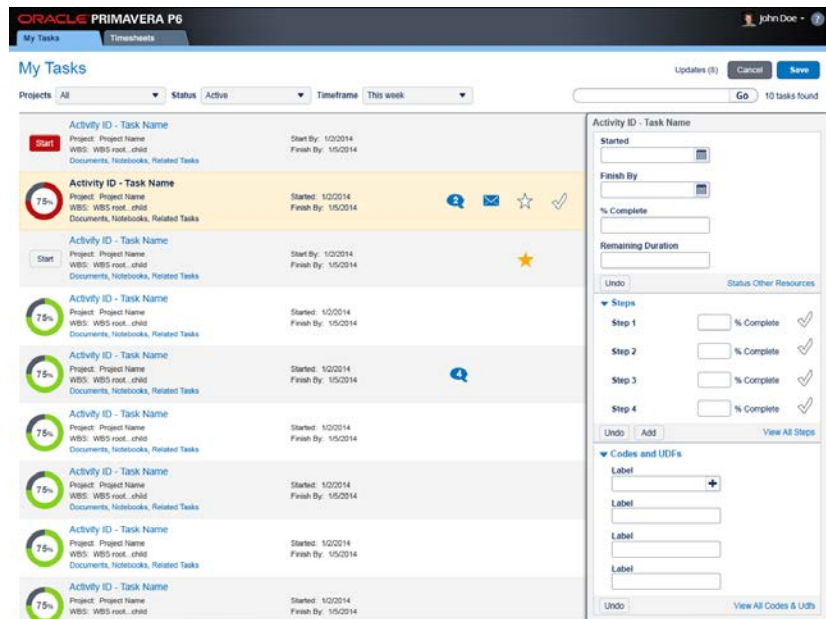 ORACLE PRIMAVERA P6
John Doe
?
My Tasks
Timesheets
My Tasks
Updates (8)
Cancel
Save
Projects All
Status Active
Timeframe This week
Go
10 tasks found
Start
Activity ID - Task Name
Project: Project Name
WBS: WBS root...child
Documents, Notebooks, Related Tasks
Start By: 1/2/2014
Finish By: 1/5/2014
75%
Activity ID - Task Name
Project: Project Name
WBS: WBS root...child
Documents, Notebooks, Related Tasks
Started: 1/2/2014
Finish By: 1/5/2014
2
Start
Activity ID - Task Name
Project: Project Name
WBS: WBS root...child
Documents, Notebooks, Related Tasks
Start By: 1/2/2014
Finish By: 1/5/2014
75%
Activity ID - Task Name
Project: Project Name
WBS: WBS root...child
Documents, Notebooks, Related Tasks
Started: 1/2/2014
Finish By: 1/5/2014
75%
Activity ID - Task Name
Project: Project Name
WBS: WBS root...child
Documents, Notebooks, Related Tasks
Started: 1/2/2014
Finish By: 1/5/2014
4
75%
Activity ID - Task Name
Project: Project Name
WBS: WBS root...child
Documents, Notebooks, Related Tasks
Started: 1/2/2014
Finish By: 1/5/2014
75%
Activity ID - Task Name
Project: Project Name
WBS: WBS root...child
Documents, Notebooks, Related Tasks
Started: 1/2/2014
Finish By: 1/5/2014
75%
Activity ID - Task Name
Project: Project Name
WBS: WBS root...child
Documents, Notebooks, Related Tasks
Started: 1/2/2014
Finish By: 1/5/2014
75%
Activity ID - Task Name
Project: Project Name
WBS: WBS root...child
Started: 1/2/2014
Finish By: 1/5/2014
Activity ID - Task Name
Started
Finish By
% Complete
Remaining Duration
Undo
Status Other Resources
Steps
Step 1 % Complete
Step 2 % Complete
Step 3 % Complete
Step 4 % Complete
Undo Add View All Steps
Codes and UDFs
Label
Label
Label
Label
Undo View All Codes & Udfs